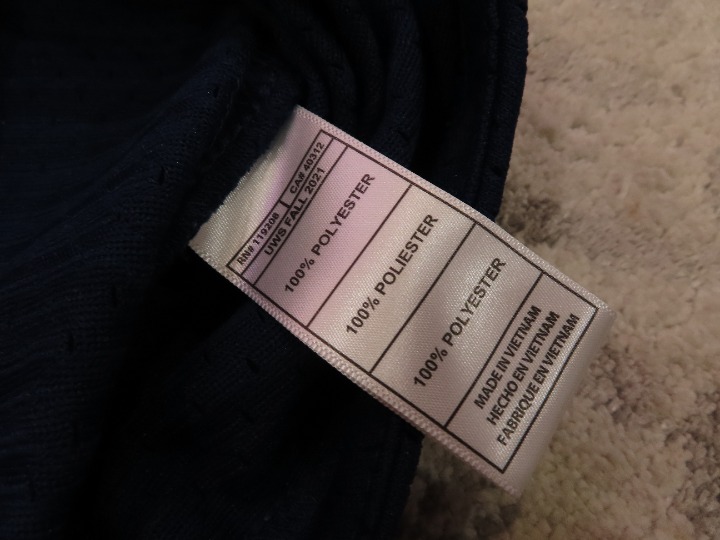 RN# 119208 | CA# 40312
UWS FALL 2021
100% POLYESTER
100% POLIESTER
100% POLYESTER
MADE IN VIETNAM
HECHO EN VIETNAM
FABRIQUE EN VIETNAM